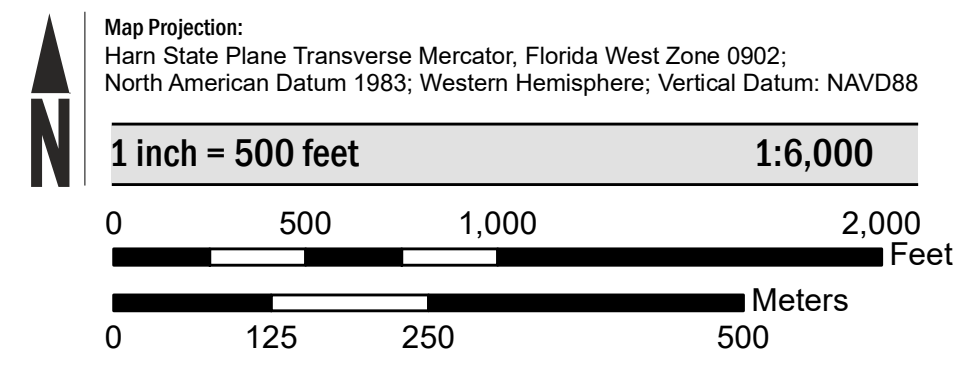 N
Map Projection:
Harn State Plane Transverse Mercator, Florida West Zone 0902;
North American Datum 1983; Western Hemisphere; Vertical Datum: NAVD88
1 inch = 500 feet 1:6,000
0 500 1,000 2,000
Feet
Meters
0 125 250 500